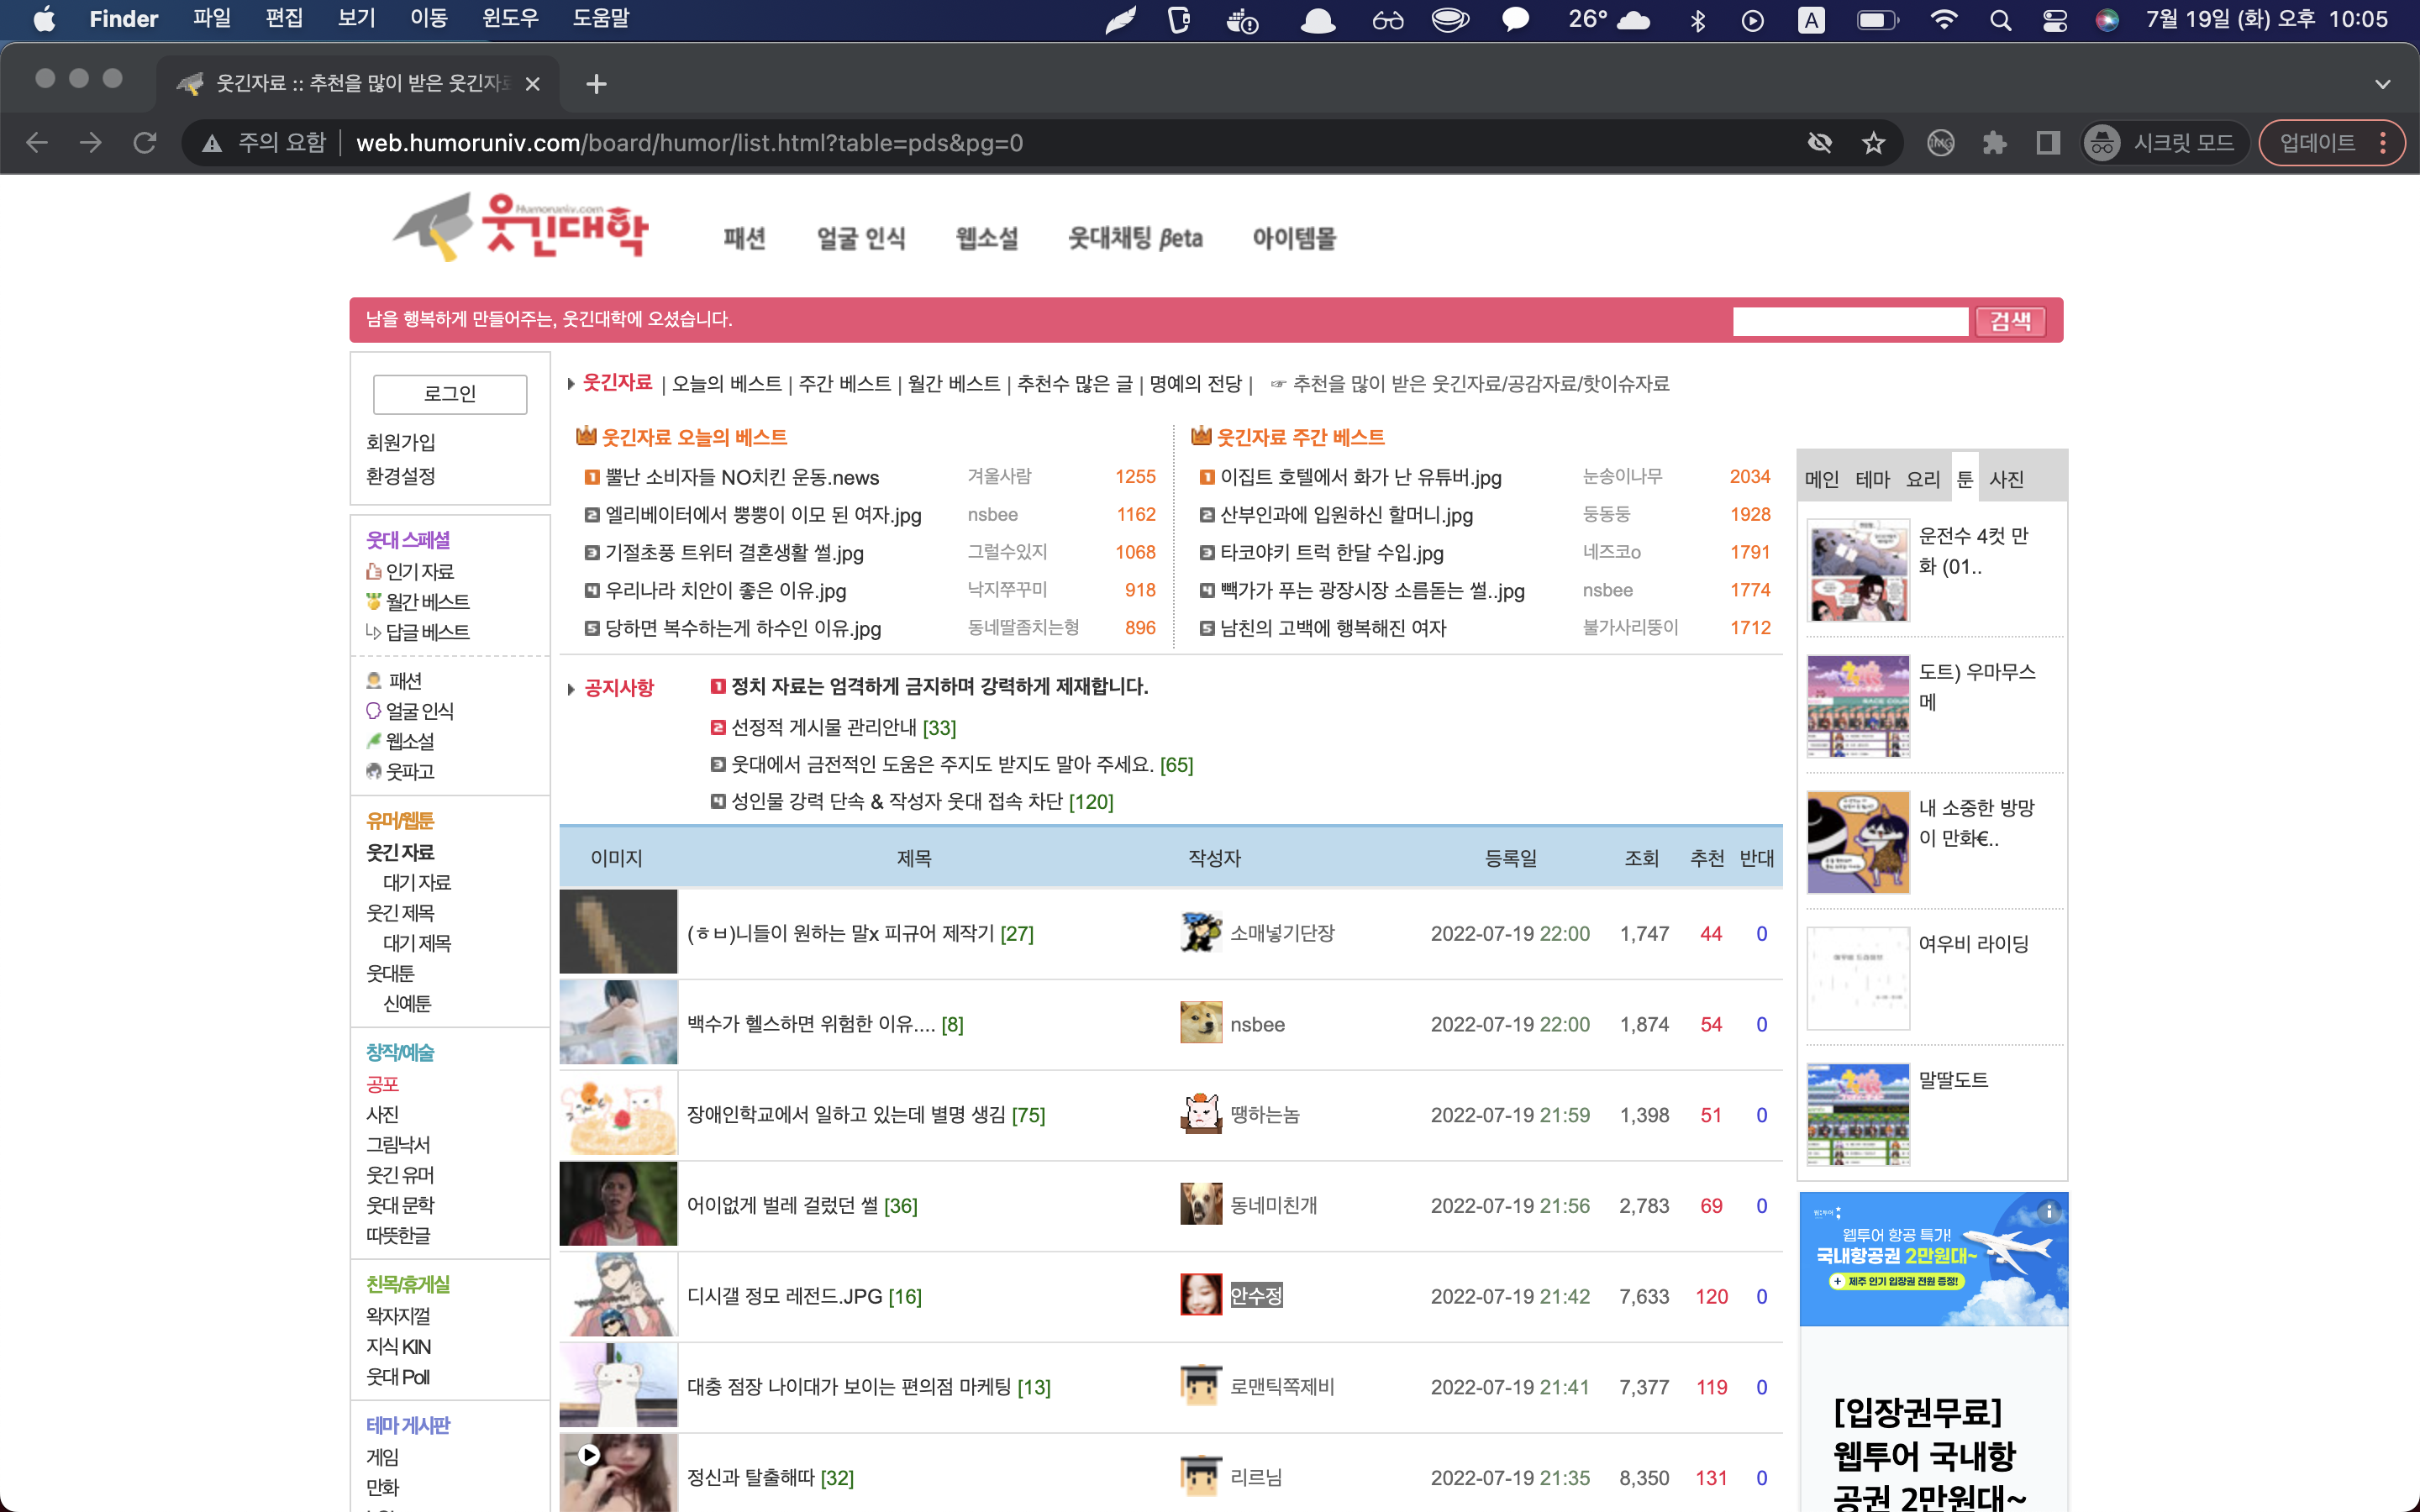 Finder 파일 편집 보기 이동 윈도우 도움말 26° A 7월 19일 (화) 오후 10:05
웃긴자료 :: 추천을 많이 받은 웃긴자료
주의 요함 web.humoruniv.com/board/humor/list.html?table=pds&pg=0 시크릿 모드 업데이트
Humoruniv.com
웃긴대학 패션 얼굴 인식 웹소설 웃대채팅 βeta 아이템몰
남을 행복하게 만들어주는, 웃긴대학에 오셨습니다. 검색
로그인
회원가입
환경설정
웃대 스페셜
인기 자료
월간 베스트
답글 베스트
패션
얼굴 인식
웹소설
웃파고
유머/웹툰
웃긴 자료
대기 자료
웃긴 제목
대기 제목
웃대툰
신예툰
창작/예술
공포
사진
그림낙서
웃긴 유머
웃대 문학
따뜻한글
친목/휴게실
왁자지껄
지식 KIN
웃대 Poll
테마 게시판
게임
만화
웃긴자료 | 오늘의 베스트 | 주간 베스트 | 월간 베스트 | 추천수 많은 글 | 명예의 전당 | ☞ 추천을 많이 받은 웃긴자료/공감자료/핫이슈자료
웃긴자료 오늘의 베스트
1 뿔난 소비자들 NO치킨 운동.news 겨울사람 1255
2 엘리베이터에서 뿡뿡이 이모 된 여자.jpg nsbee 1162
3 기절초풍 트위터 결혼생활 썰.jpg 그럴수있지 1068
4 우리나라 치안이 좋은 이유.jpg 낙지쭈꾸미 918
5 당하면 복수하는게 하수인 이유.jpg 동네딸좀치는형 896
웃긴자료 주간 베스트
1 이집트 호텔에서 화가 난 유튜버.jpg 눈송이나무 2034
2 산부인과에 입원하신 할머니.jpg 둥동둥 1928
3 타코야키 트럭 한달 수입.jpg 네즈코o 1791
4 빽가가 푸는 광장시장 소름돋는 썰..jpg nsbee 1774
5 남친의 고백에 행복해진 여자 불가사리뚱이 1712
공지사항
1 정치 자료는 엄격하게 금지하며 강력하게 제재합니다.
2 선정적 게시물 관리안내 [33]
3 웃대에서 금전적인 도움은 주지도 받지도 말아 주세요. [65]
4 성인물 강력 단속 & 작성자 웃대 접속 차단 [120]
이미지 제목 작성자 등록일 조회 추천 반대
(ㅎㅂ)니들이 원하는 말x 피규어 제작기 [27] 소매넣기단장 2022-07-19 22:00 1,747 44 0
백수가 헬스하면 위험한 이유.... [8] nsbee 2022-07-19 22:00 1,874 54 0
장애인학교에서 일하고 있는데 별명 생김 [75] 땡하는놈 2022-07-19 21:59 1,398 51 0
어이없게 벌레 걸렀던 썰 [36] 동네미친개 2022-07-19 21:56 2,783 69 0
디시갤 정모 레전드.JPG [16] 안수정 2022-07-19 21:42 7,633 120 0
대충 점장 나이대가 보이는 편의점 마케팅 [13] 로맨틱쪽제비 2022-07-19 21:41 7,377 119 0
정신과 탈출해따 [32] 리르님 2022-07-19 21:35 8,350 131 0
메인 테마 요리 툰 사진
운전수 4컷 만
화 (01..
도트) 우마무스
메
내 소중한 방망
이 만화€..
여우비 라이딩
말딸도트
웹투어 항공 특가!
국내항공권 2만원대~
+ 제주 인기 입장권 전원 증정!
[입장권무료]
웹투어 국내항
공권 2만원대~